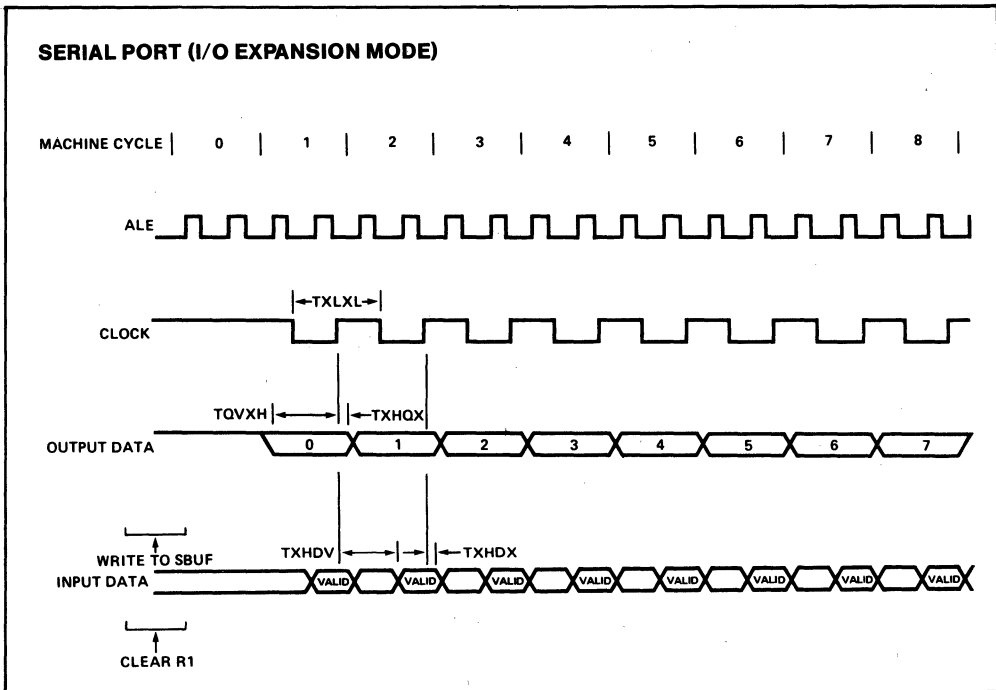 SERIAL PORT (I/O EXPANSION MODE)
MACHINE CYCLE 0 1 2 3 4 5 6 7 8
ALE
TXLXL
CLOCK
TQVXH TXHQX
OUTPUT DATA 0 1 2 3 4 5 6 7
WRITE TO SBUF TXHDV TXHDX
INPUT DATA VALID VALID VALID VALID VALID VALID VALID VALID
CLEAR R1